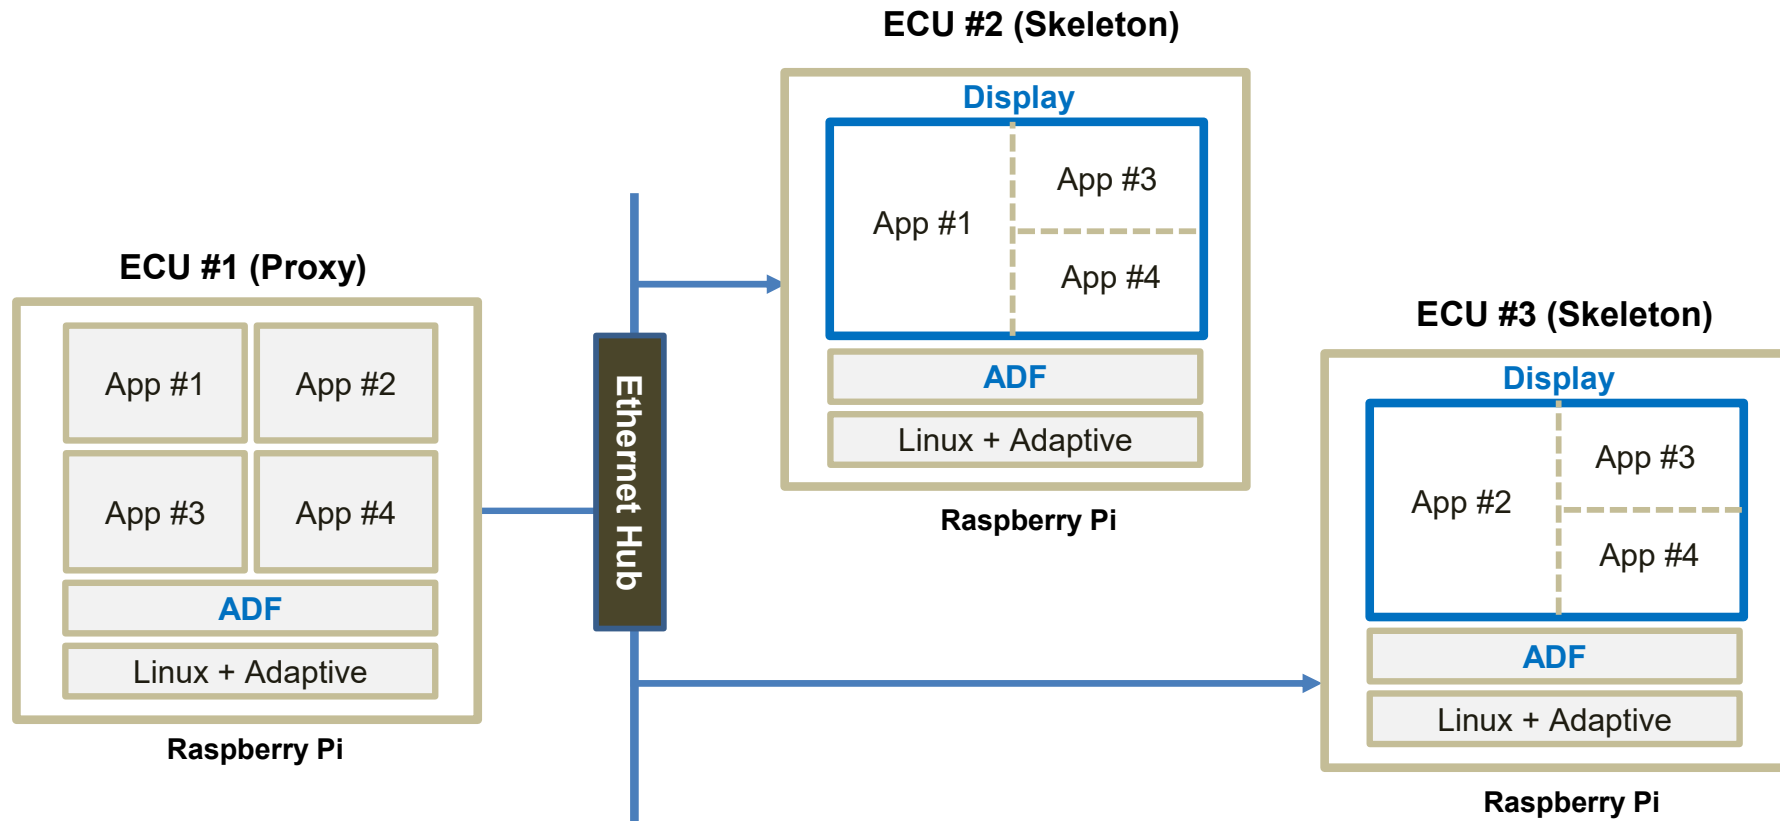 ECU #1 (Proxy)
App #1
App #2
App #3
App #4
ADF
Linux + Adaptive
Raspberry Pi
Ethernet Hub
ECU #2 (Skeleton)
Display
App #1
App #3
App #4
ADF
Linux + Adaptive
Raspberry Pi
ECU #3 (Skeleton)
Display
App #2
App #3
App #4
ADF
Linux + Adaptive
Raspberry Pi